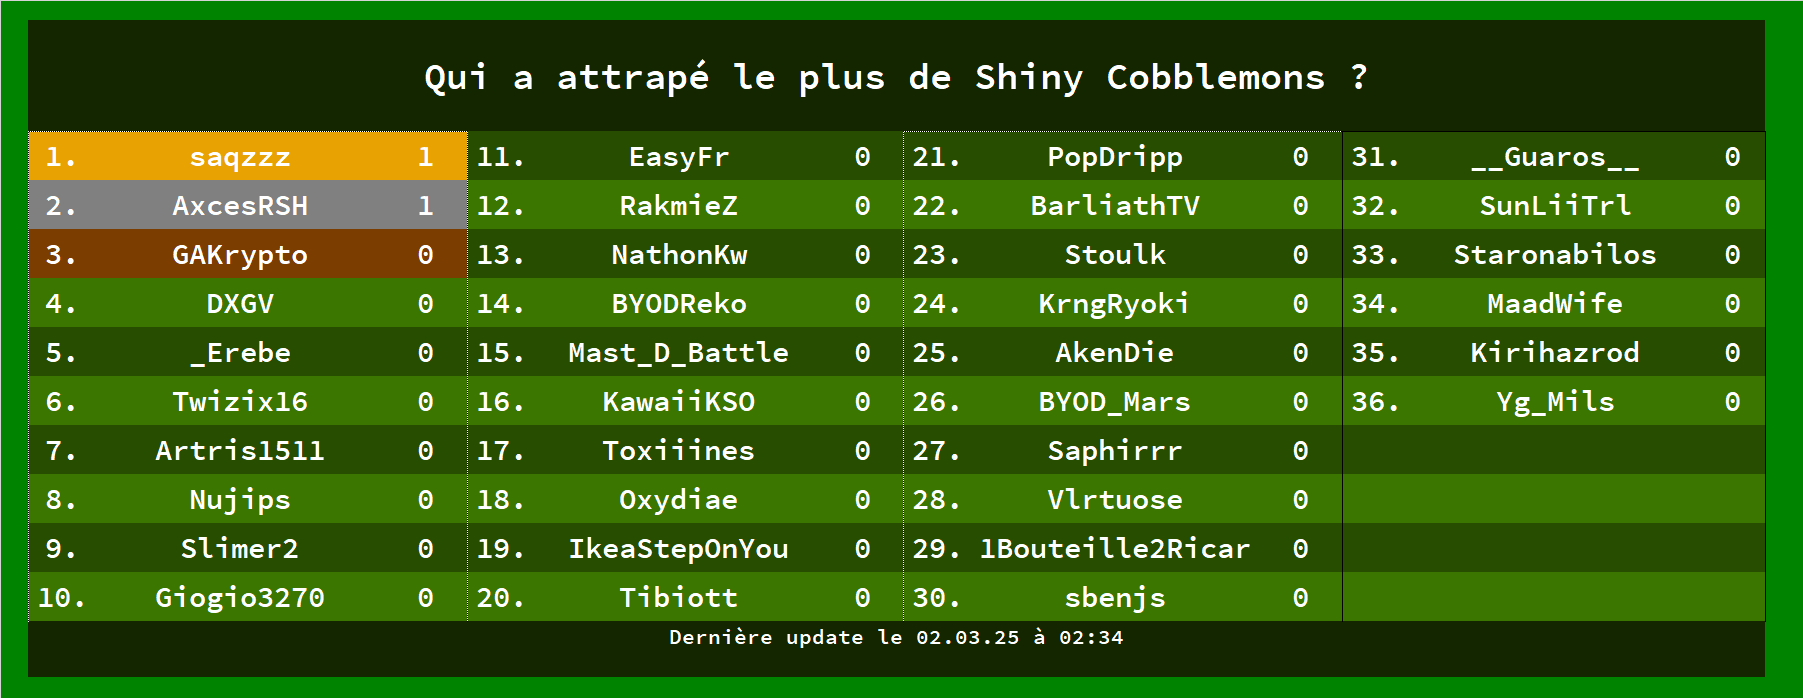 Qui a attrapé le plus de Shiny Cobblemons ?
1. saqzzz 1
2. AxcesRSH 1
3. GAKrypto 0
4. DXGV 0
5. _Erebe 0
6. Twizix16 0
7. Artris1511 0
8. Nujips 0
9. Slimer2 0
10. Giogio3270 0
11. EasyFr 0
12. RakmieZ 0
13. NathonKw 0
14. BYODReko 0
15. Mast_D_Battle 0
16. KawaiiKSO 0
17. Toxiiines 0
18. Oxydiae 0
19. IkeaStepOnYou 0
20. Tibiott 0
21. PopDripp 0
22. BarliathTV 0
23. Stoulk 0
24. KrngRyoki 0
25. AkenDie 0
26. BYOD_Mars 0
27. Saphirrr 0
28. Vlrtuose 0
29. 1Bouteille2Ricar 0
30. sbenjs 0
31. __Guaros__ 0
32. SunLiiTrl 0
33. Staronabilos 0
34. MaadWife 0
35. Kirihazrod 0
36. Yg_Mils 0
Dernière update le 02.03.25 à 02:34